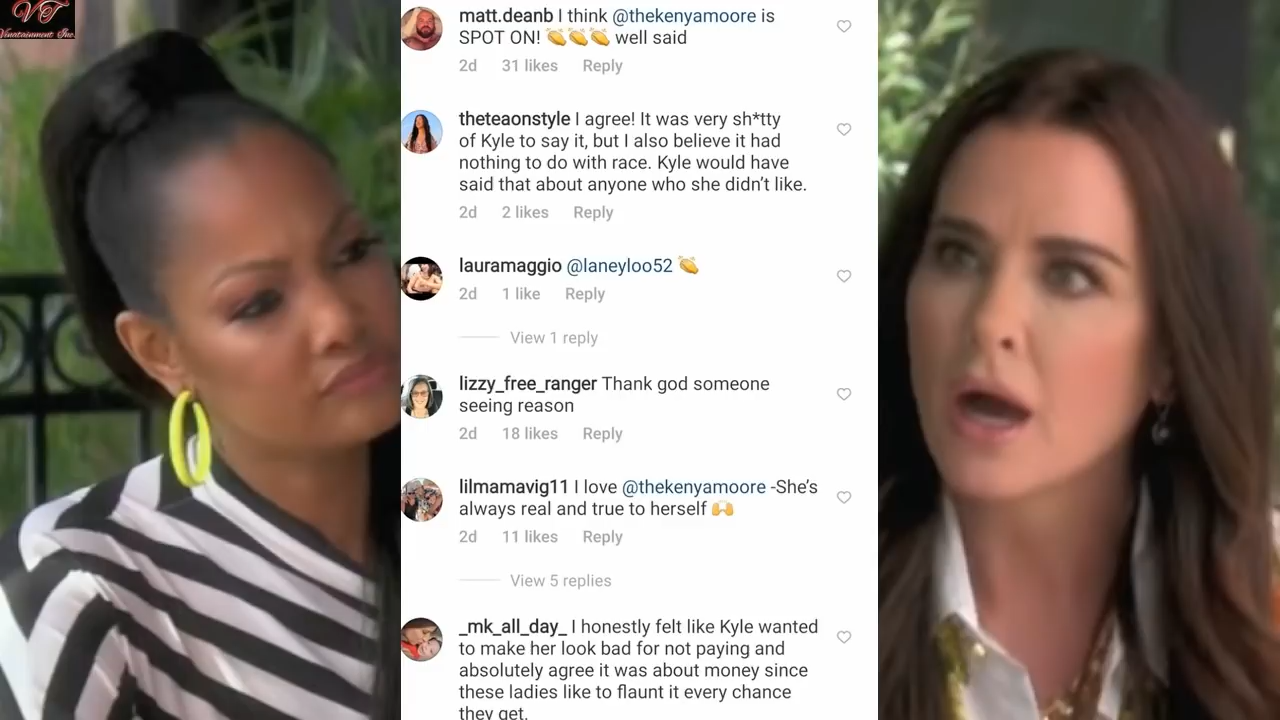 VT
Vinatainment Inc.
matt.deanb I think @thekenyamoore is
SPOT ON! 👏👏👏 well said
2d 31 likes Reply
theteaonstyle I agree! It was very sh*tty
of Kyle to say it, but I also believe it had
nothing to do with race. Kyle would have
said that about anyone who she didn’t like.
2d 2 likes Reply
lauramaggio @laneyloo52 👏
2d 1 like Reply
View 1 reply
lizzy_free_ranger Thank god someone
seeing reason
2d 18 likes Reply
lilmamavig11 I love @thekenyamoore -She’s
always real and true to herself 🙌
2d 11 likes Reply
View 5 replies
_mk_all_day_ I honestly felt like Kyle wanted
to make her look bad for not paying and
absolutely agree it was about money since
these ladies like to flaunt it every chance
they get.